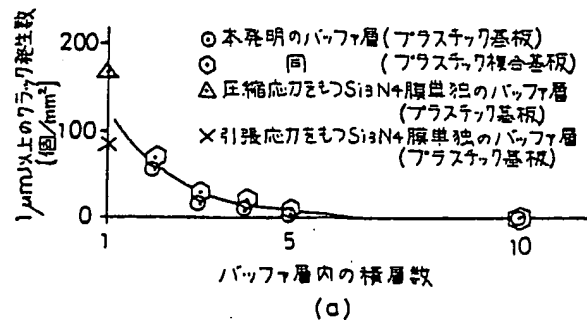 200
100
0
1μm以上のクラック発生数
[個/mm²]
⊙本発明のバッファ層(プラスチック基板)
同 (プラスチック複合基板)
△圧縮応力をもつSi3N4膜単独のバッファ層
(プラスチック基板)
×引張応力をもつSi3N4膜単独のバッファ層
(プラスチック基板)
1 5 10
バッファ層内の積層数
(a)